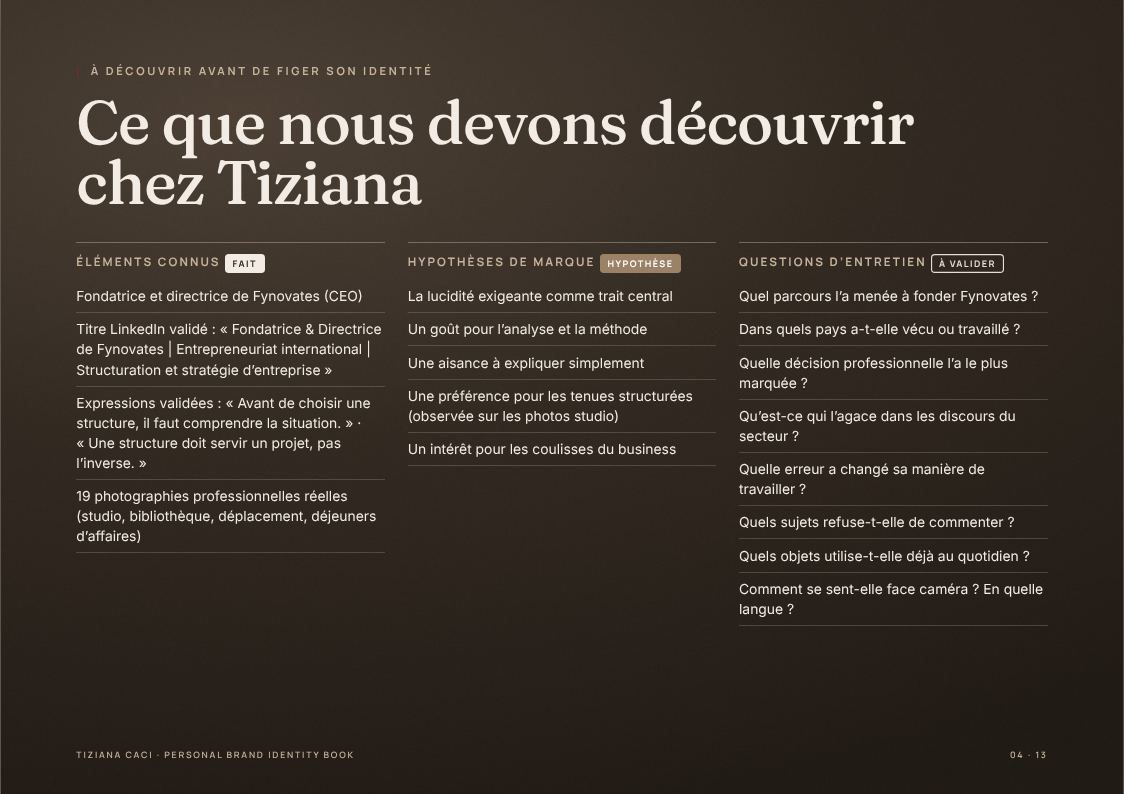 À DÉCOUVRIR AVANT DE FIGER SON IDENTITÉ
Ce que nous devons découvrir
chez Tiziana
ÉLÉMENTS CONNUS FAIT
Fondatrice et directrice de Fynovates (CEO)
Titre LinkedIn validé : « Fondatrice & Directrice
de Fynovates | Entrepreneuriat international |
Structuration et stratégie d’entreprise »
Expressions validées : « Avant de choisir une
structure, il faut comprendre la situation. » ·
« Une structure doit servir un projet, pas
l’inverse. »
19 photographies professionnelles réelles
(studio, bibliothèque, déplacement, déjeuners
d’affaires)
HYPOTHÈSES DE MARQUE HYPOTHÈSE
La lucidité exigeante comme trait central
Un goût pour l’analyse et la méthode
Une aisance à expliquer simplement
Une préférence pour les tenues structurées
(observée sur les photos studio)
Un intérêt pour les coulisses du business
QUESTIONS D’ENTRETIEN À VALIDER
Quel parcours l’a menée à fonder Fynovates ?
Dans quels pays a-t-elle vécu ou travaillé ?
Quelle décision professionnelle l’a le plus
marquée ?
Qu’est-ce qui l’agace dans les discours du
secteur ?
Quelle erreur a changé sa manière de
travailler ?
Quels sujets refuse-t-elle de commenter ?
Quels objets utilise-t-elle déjà au quotidien ?
Comment se sent-elle face caméra ? En quelle
langue ?
TIZIANA CACI · PERSONAL BRAND IDENTITY BOOK
04 · 13